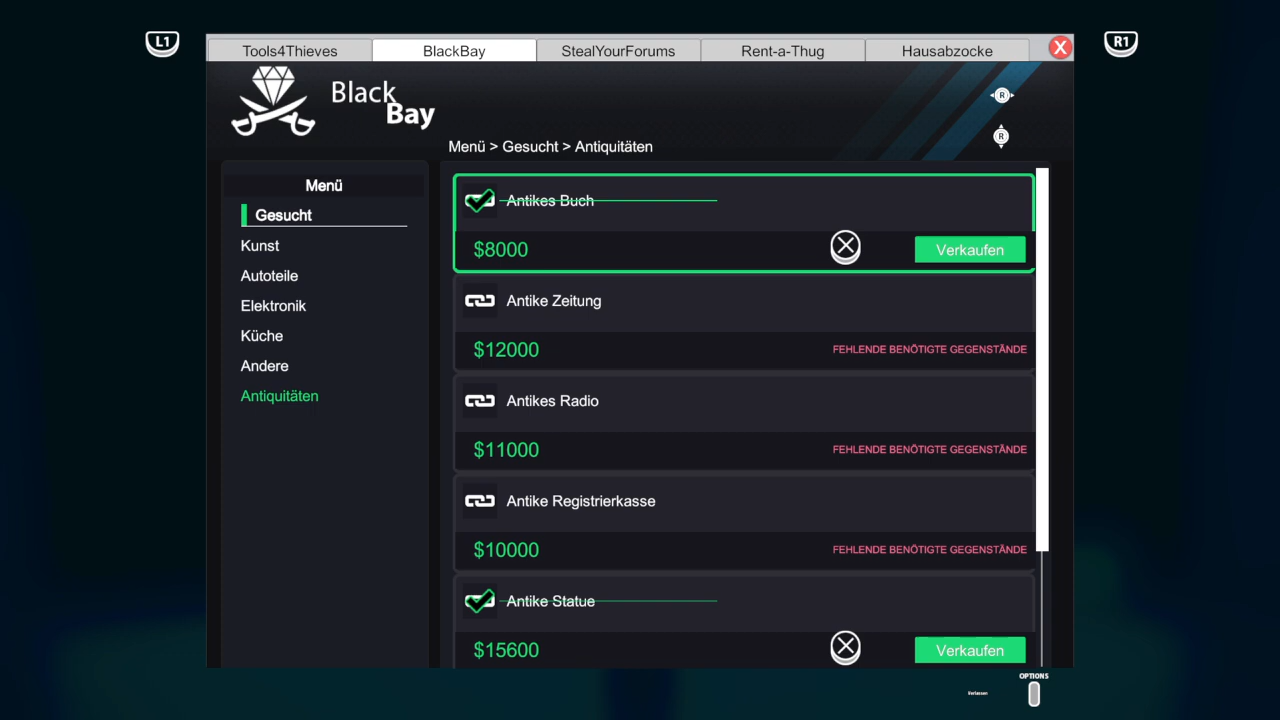 L1
R1
Tools4Thieves
BlackBay
StealYourForums
Rent-a-Thug
Hausabzocke
X
Black
Bay
R
R
Menü > Gesucht > Antiquitäten
Menü
Gesucht
Kunst
Autoteile
Elektronik
Küche
Andere
Antiquitäten
Antikes Buch
$8000
Verkaufen
Antike Zeitung
$12000
FEHLENDE BENÖTIGTE GEGENSTÄNDE
Antikes Radio
$11000
FEHLENDE BENÖTIGTE GEGENSTÄNDE
Antike Registrierkasse
$10000
FEHLENDE BENÖTIGTE GEGENSTÄNDE
Antike Statue
$15600
Verkaufen
OPTIONS
Verlassen